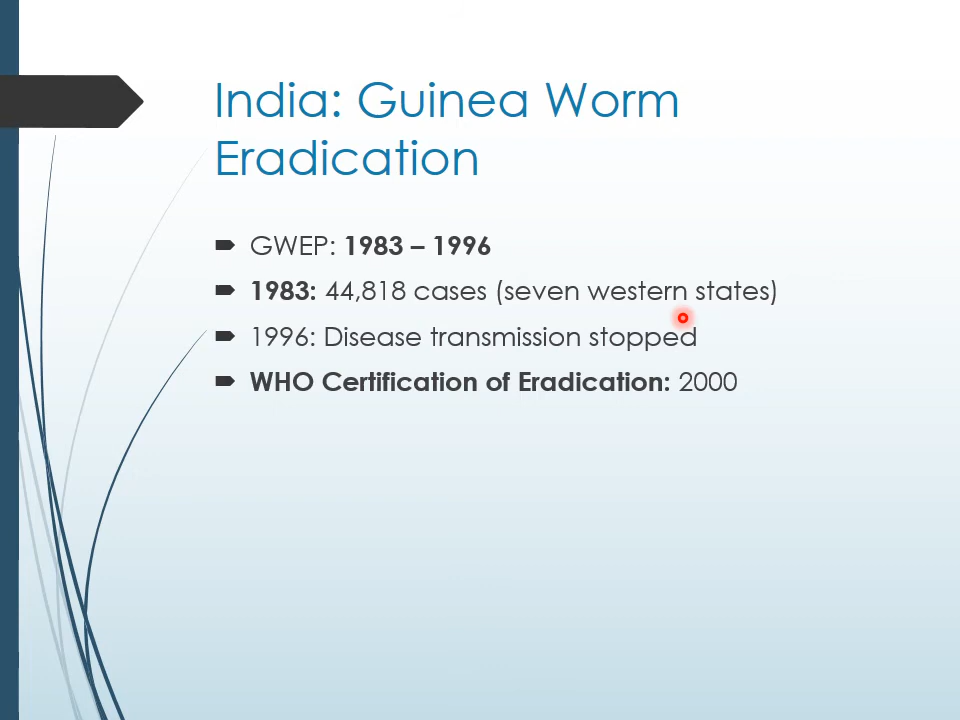 India: Guinea Worm
Eradication
GWEP: 1983 – 1996
1983: 44,818 cases (seven western states)
1996: Disease transmission stopped
WHO Certification of Eradication: 2000